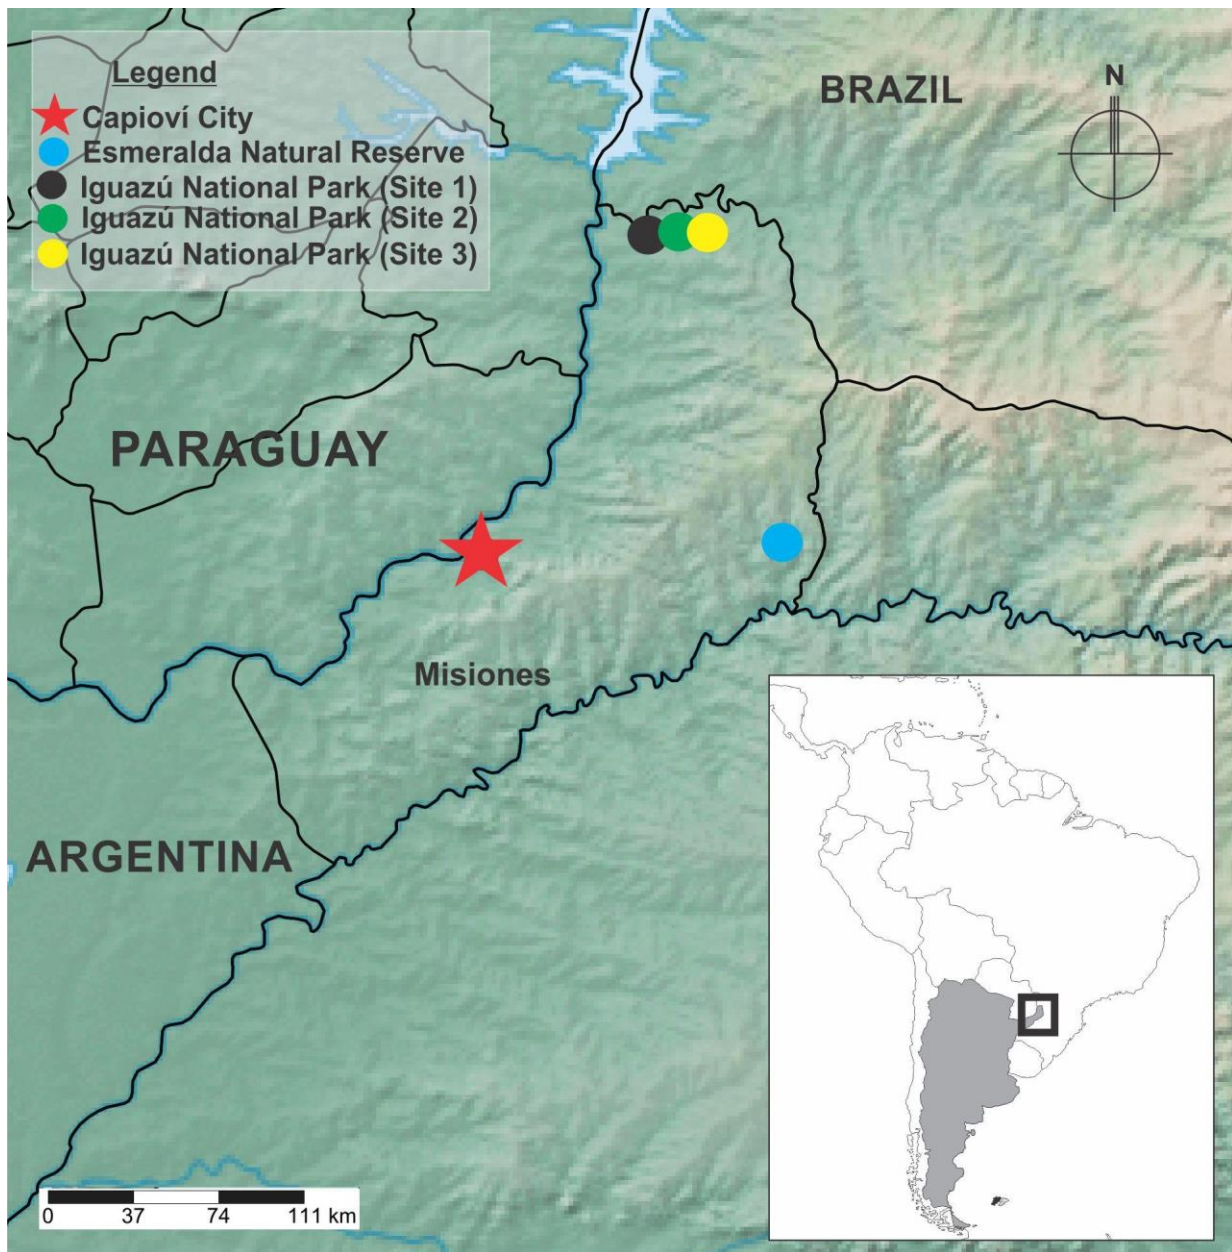 Legend
Capioví City
Esmeralda Natural Reserve
Iguazú National Park (Site 1)
Iguazú National Park (Site 2)
Iguazú National Park (Site 3)
BRAZIL
N
PARAGUAY
Misiones
ARGENTINA
0 37 74 111 km